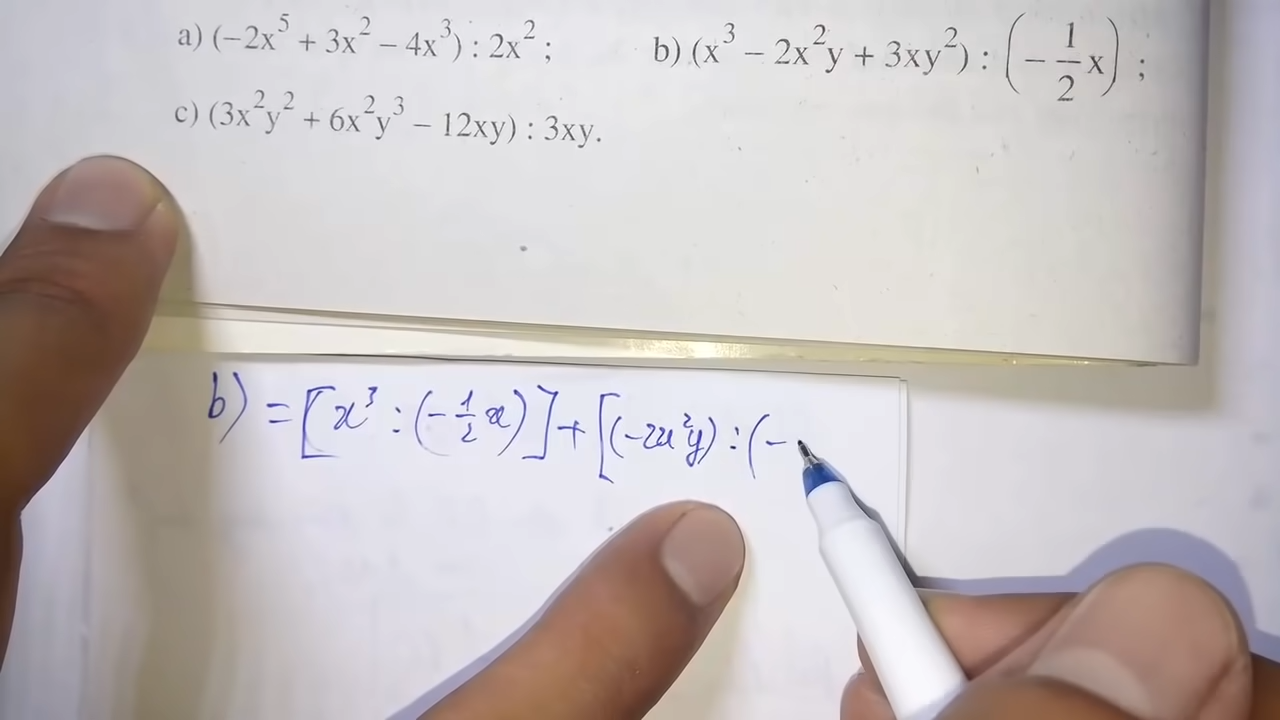 a) (−2x⁵ + 3x² − 4x³) : 2x² ; b) (x³ − 2x²y + 3xy²) : (−1/2 x) ;
c) (3x²y² + 6x²y³ − 12xy) : 3xy.
b) = [x³ : (−1/2 x)] + [(−2x²y) : (−